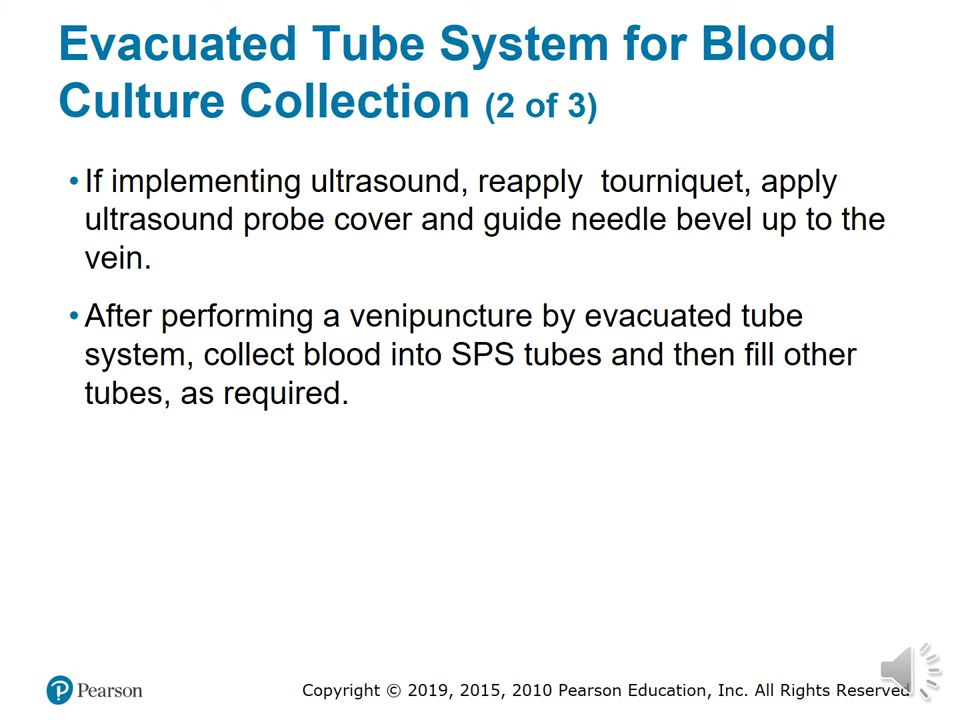 Evacuated Tube System for Blood
Culture Collection (2 of 3)
• If implementing ultrasound, reapply  tourniquet, apply
ultrasound probe cover and guide needle bevel up to the
vein.
• After performing a venipuncture by evacuated tube
system, collect blood into SPS tubes and then fill other
tubes, as required.
Pearson
Copyright © 2019, 2015, 2010 Pearson Education, Inc. All Rights Reserved